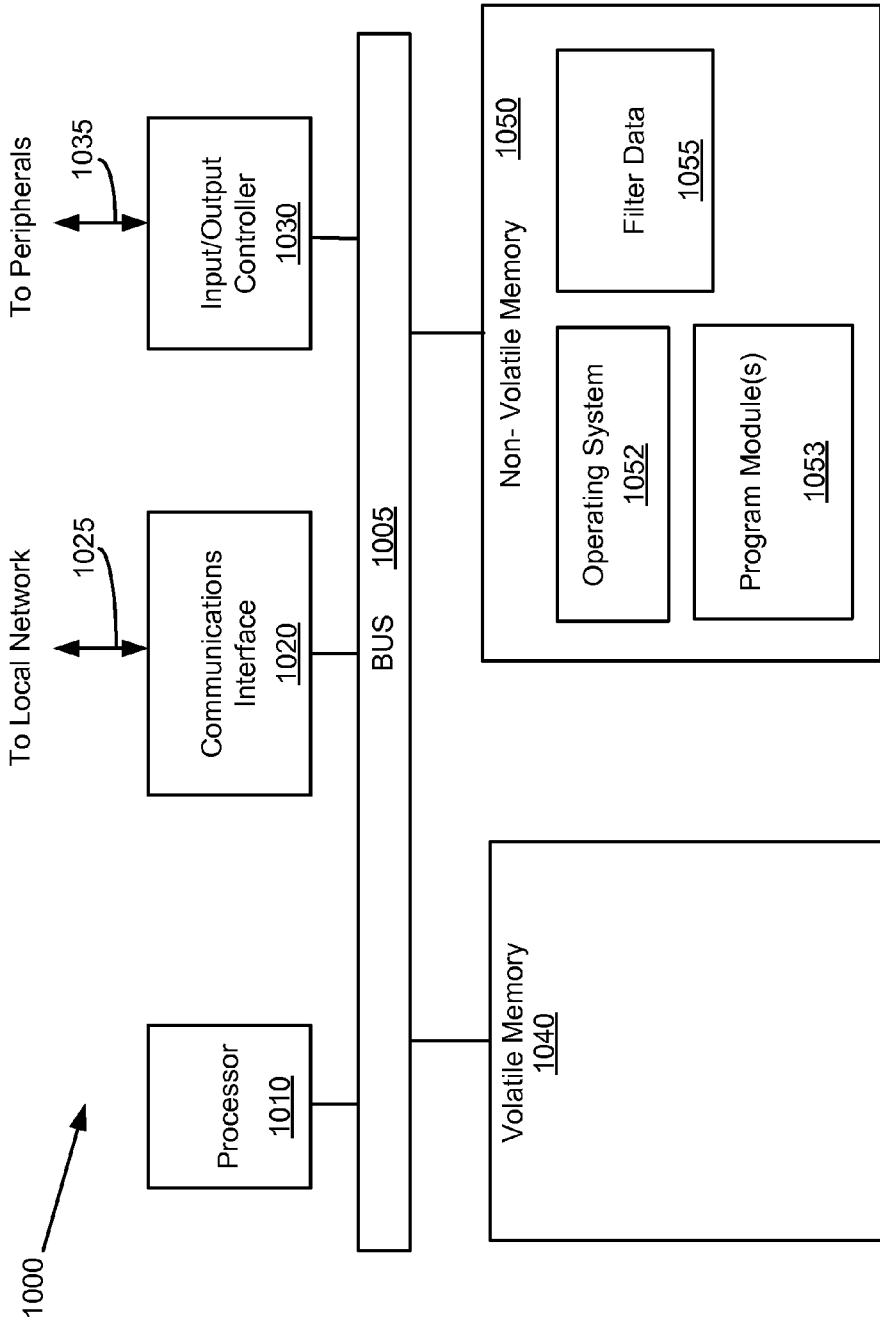 1000
To Local Network
To Peripherals
1025
1035
Processor
1010
Communications
Interface
1020
Input/Output
Controller
1030
BUS 1005
Volatile Memory
1040
Non- Volatile Memory 1050
Operating System
1052
Program Module(s)
1053
Filter Data
1055